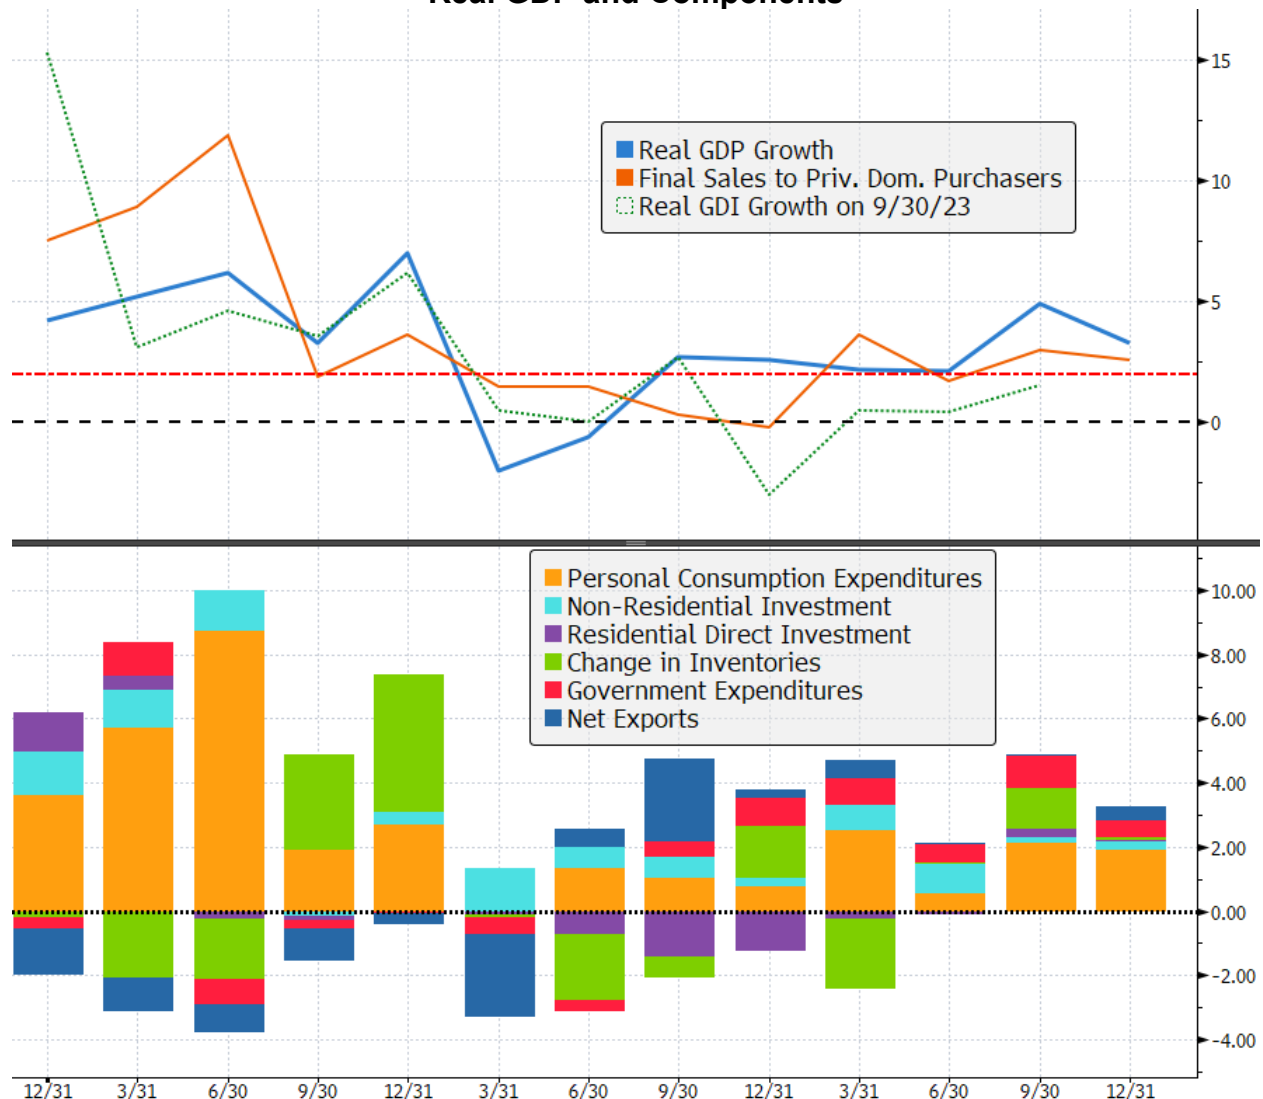 Real GDP and Components
15
10
5
0
Real GDP Growth
Final Sales to Priv. Dom. Purchasers
Real GDI Growth on 9/30/23
Personal Consumption Expenditures
Non-Residential Investment
Residential Direct Investment
Change in Inventories
Government Expenditures
Net Exports
10.00
8.00
6.00
4.00
2.00
0.00
-2.00
-4.00
12/31 3/31 6/30 9/30 12/31 3/31 6/30 9/30 12/31 3/31 6/30 9/30 12/31